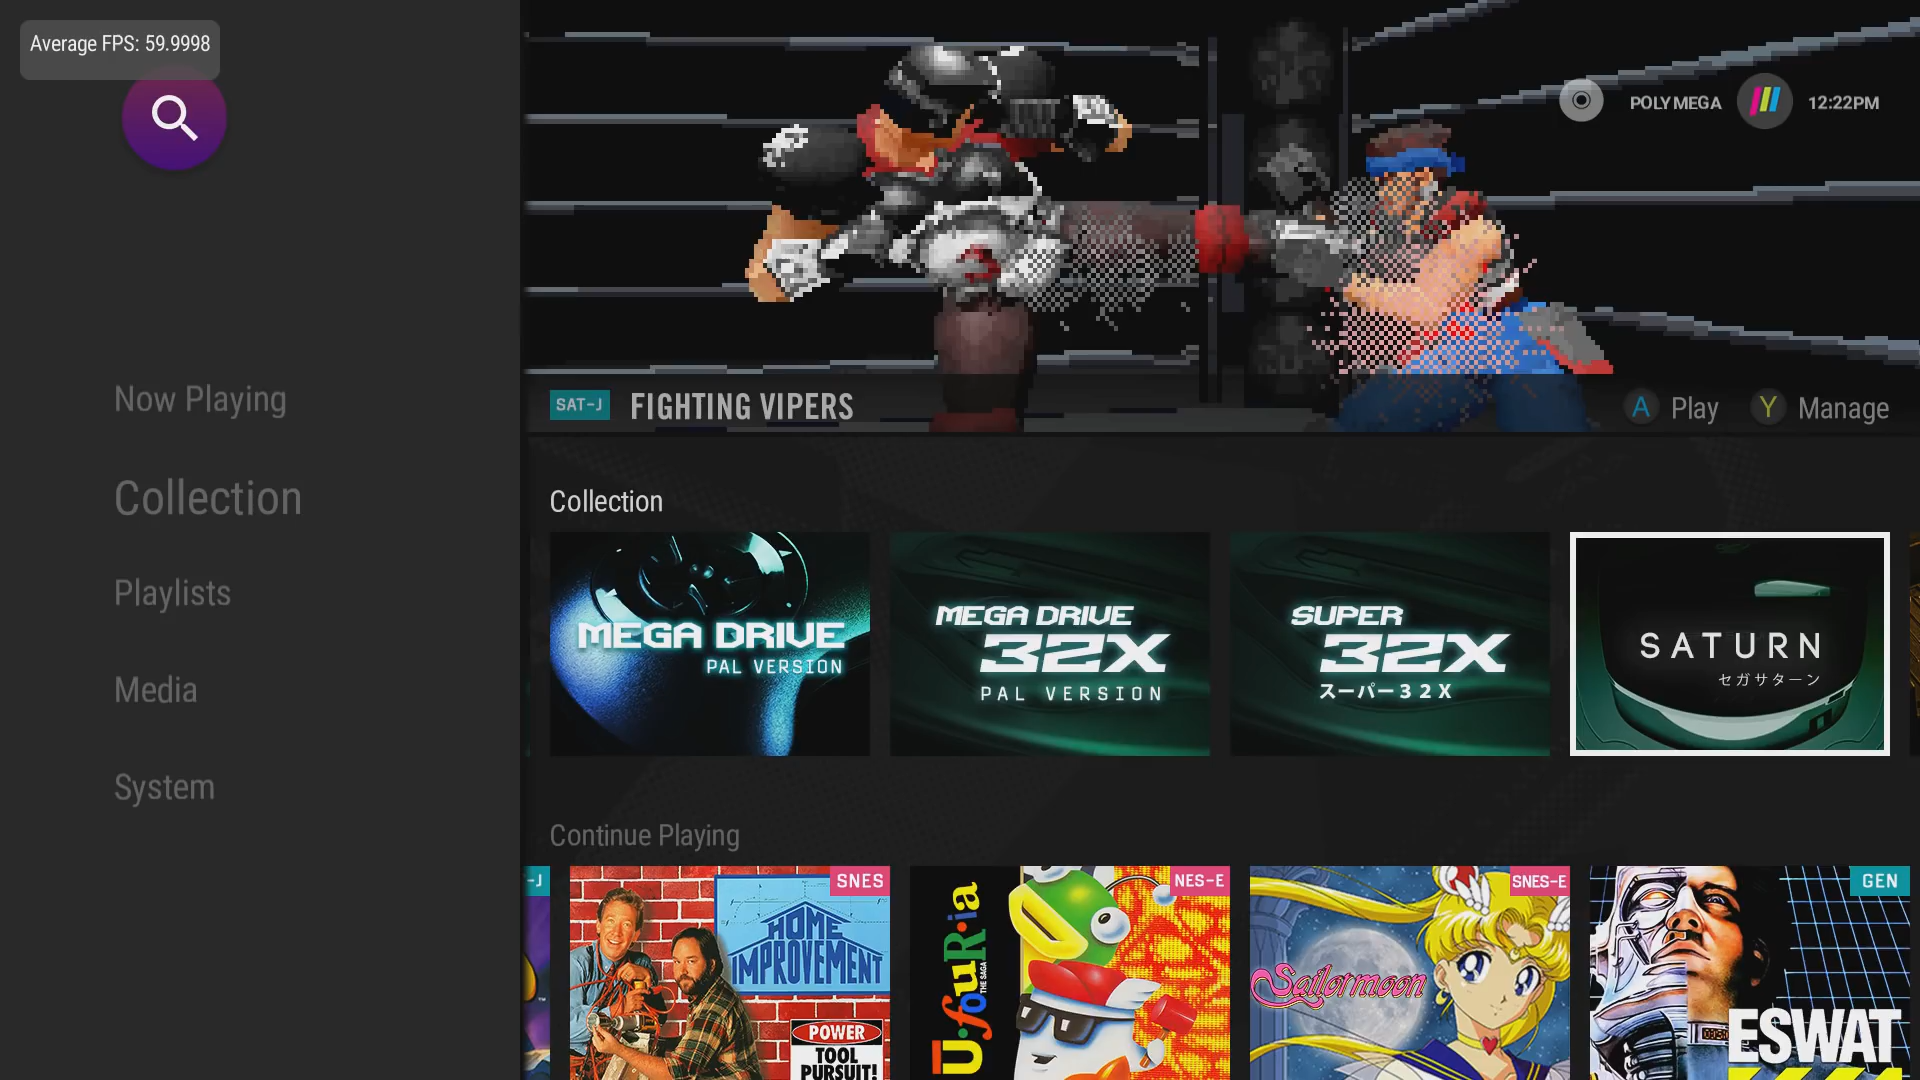 Average FPS: 59.9998
POLYMEGA
12:22PM
SAT-J
FIGHTING VIPERS
A Play
Y Manage
Now Playing
Collection
Playlists
Media
System
Collection
MEGA DRIVE
PAL VERSION
MEGA DRIVE
32X
PAL VERSION
SUPER
32X
スーパー32X
SATURN
セガサターン
Continue Playing
-J
SNES
HOME
IMPROVEMENT
POWER
TOOL
PURSUIT!
NES-E
U·fouR·ia
THE SAGA
SNES-E
Sailormoon
GEN
ESWAT